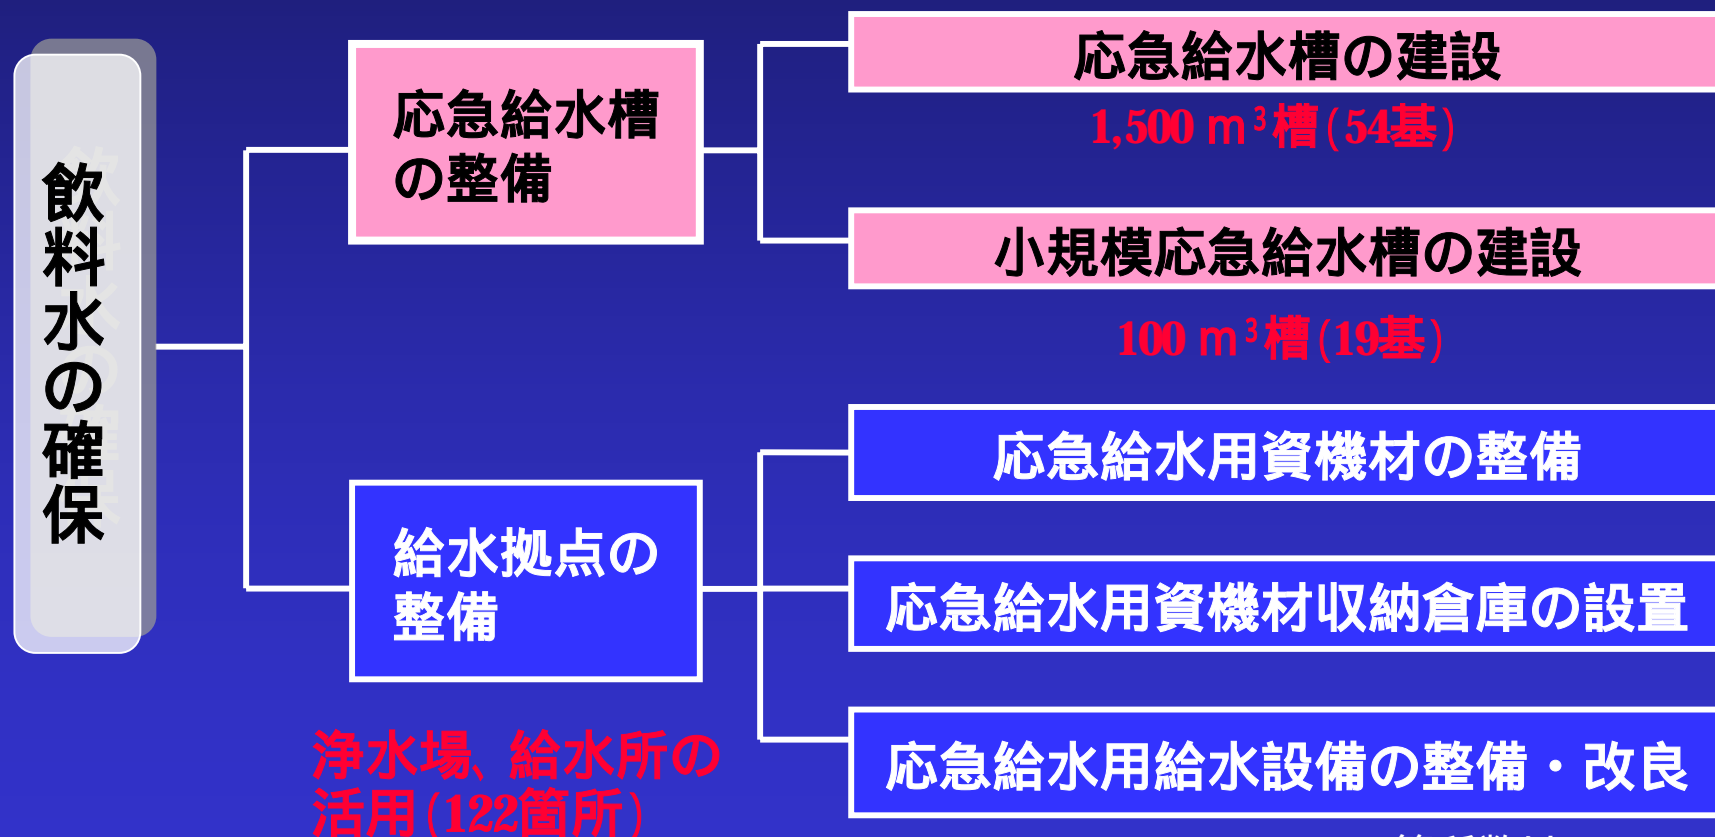 飲料水の確保
応急給水槽
の整備
応急給水槽の建設
1,500 ｍ³槽(54基)
小規模応急給水槽の建設
100 ｍ³槽(19基)
給水拠点の
整備
浄水場、給水所の
活用(122箇所)
応急給水用資機材の整備
応急給水用資機材収納倉庫の設置
応急給水用給水設備の整備・改良